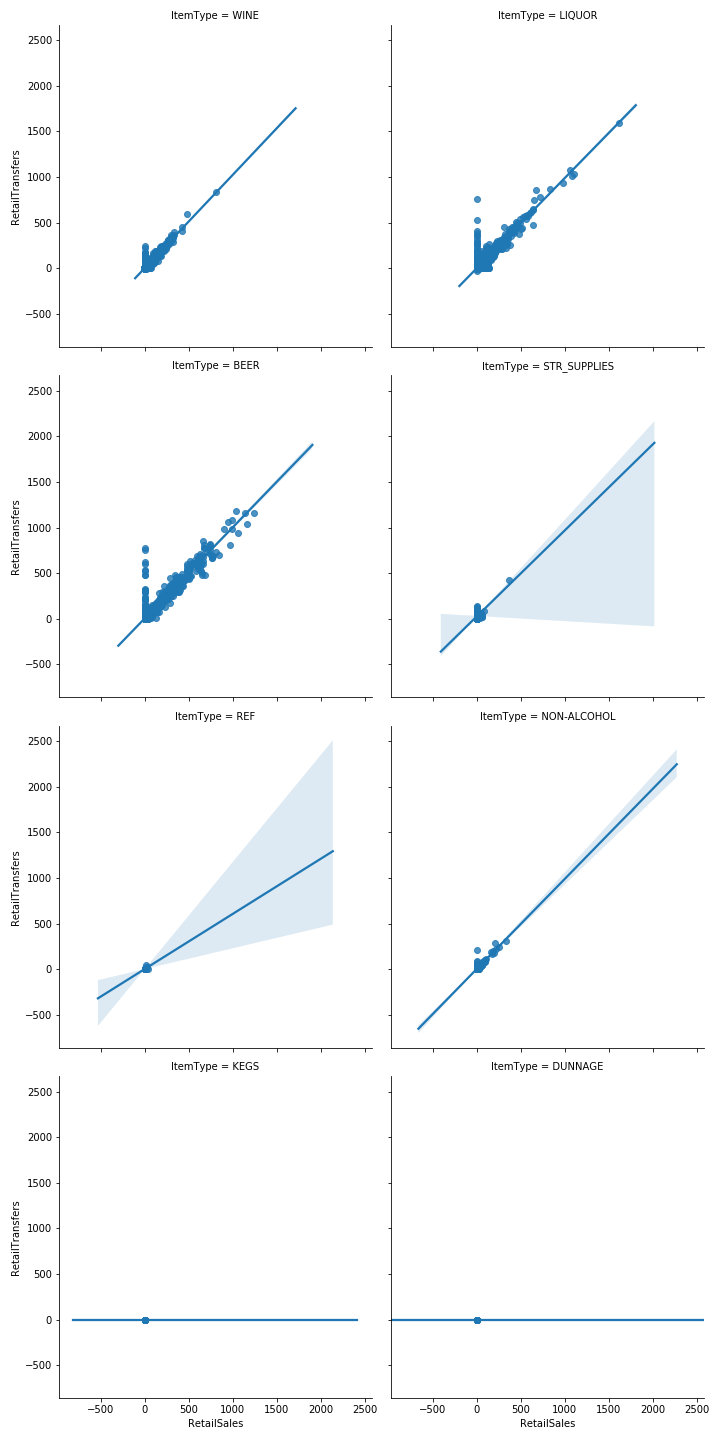 ItemType = WINE
ItemType = LIQUOR
2500
2000
1500
1000
500
0
−500
RetailTransfers
ItemType = BEER
ItemType = STR_SUPPLIES
2500
2000
1500
1000
500
0
−500
RetailTransfers
ItemType = REF
ItemType = NON-ALCOHOL
2500
2000
1500
1000
500
0
−500
RetailTransfers
ItemType = KEGS
ItemType = DUNNAGE
2500
2000
1500
1000
500
0
−500
RetailTransfers
−500 0 500 1000 1500 2000 2500
RetailSales
−500 0 500 1000 1500 2000 2500
RetailSales